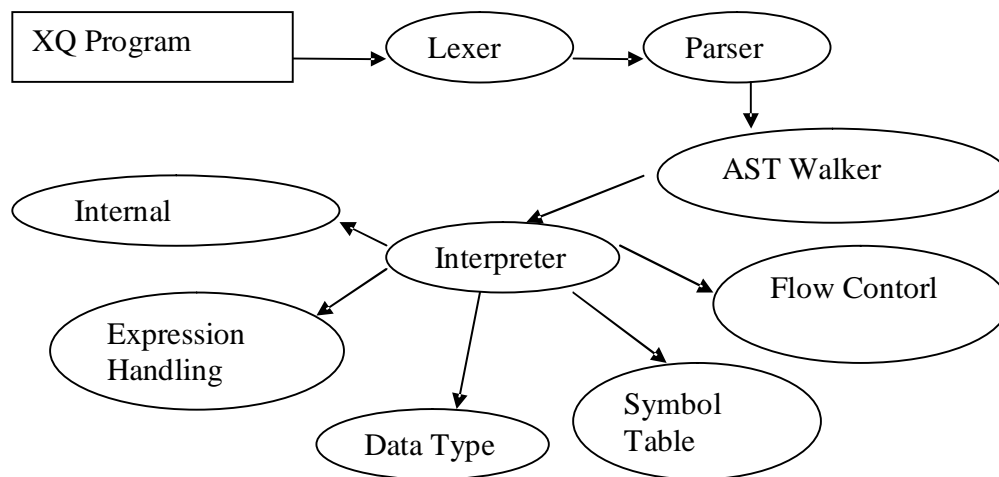 XQ Program
Lexer
Parser
AST Walker
Internal
Interpreter
Flow Contorl
Expression
Handling
Symbol
Table
Data Type